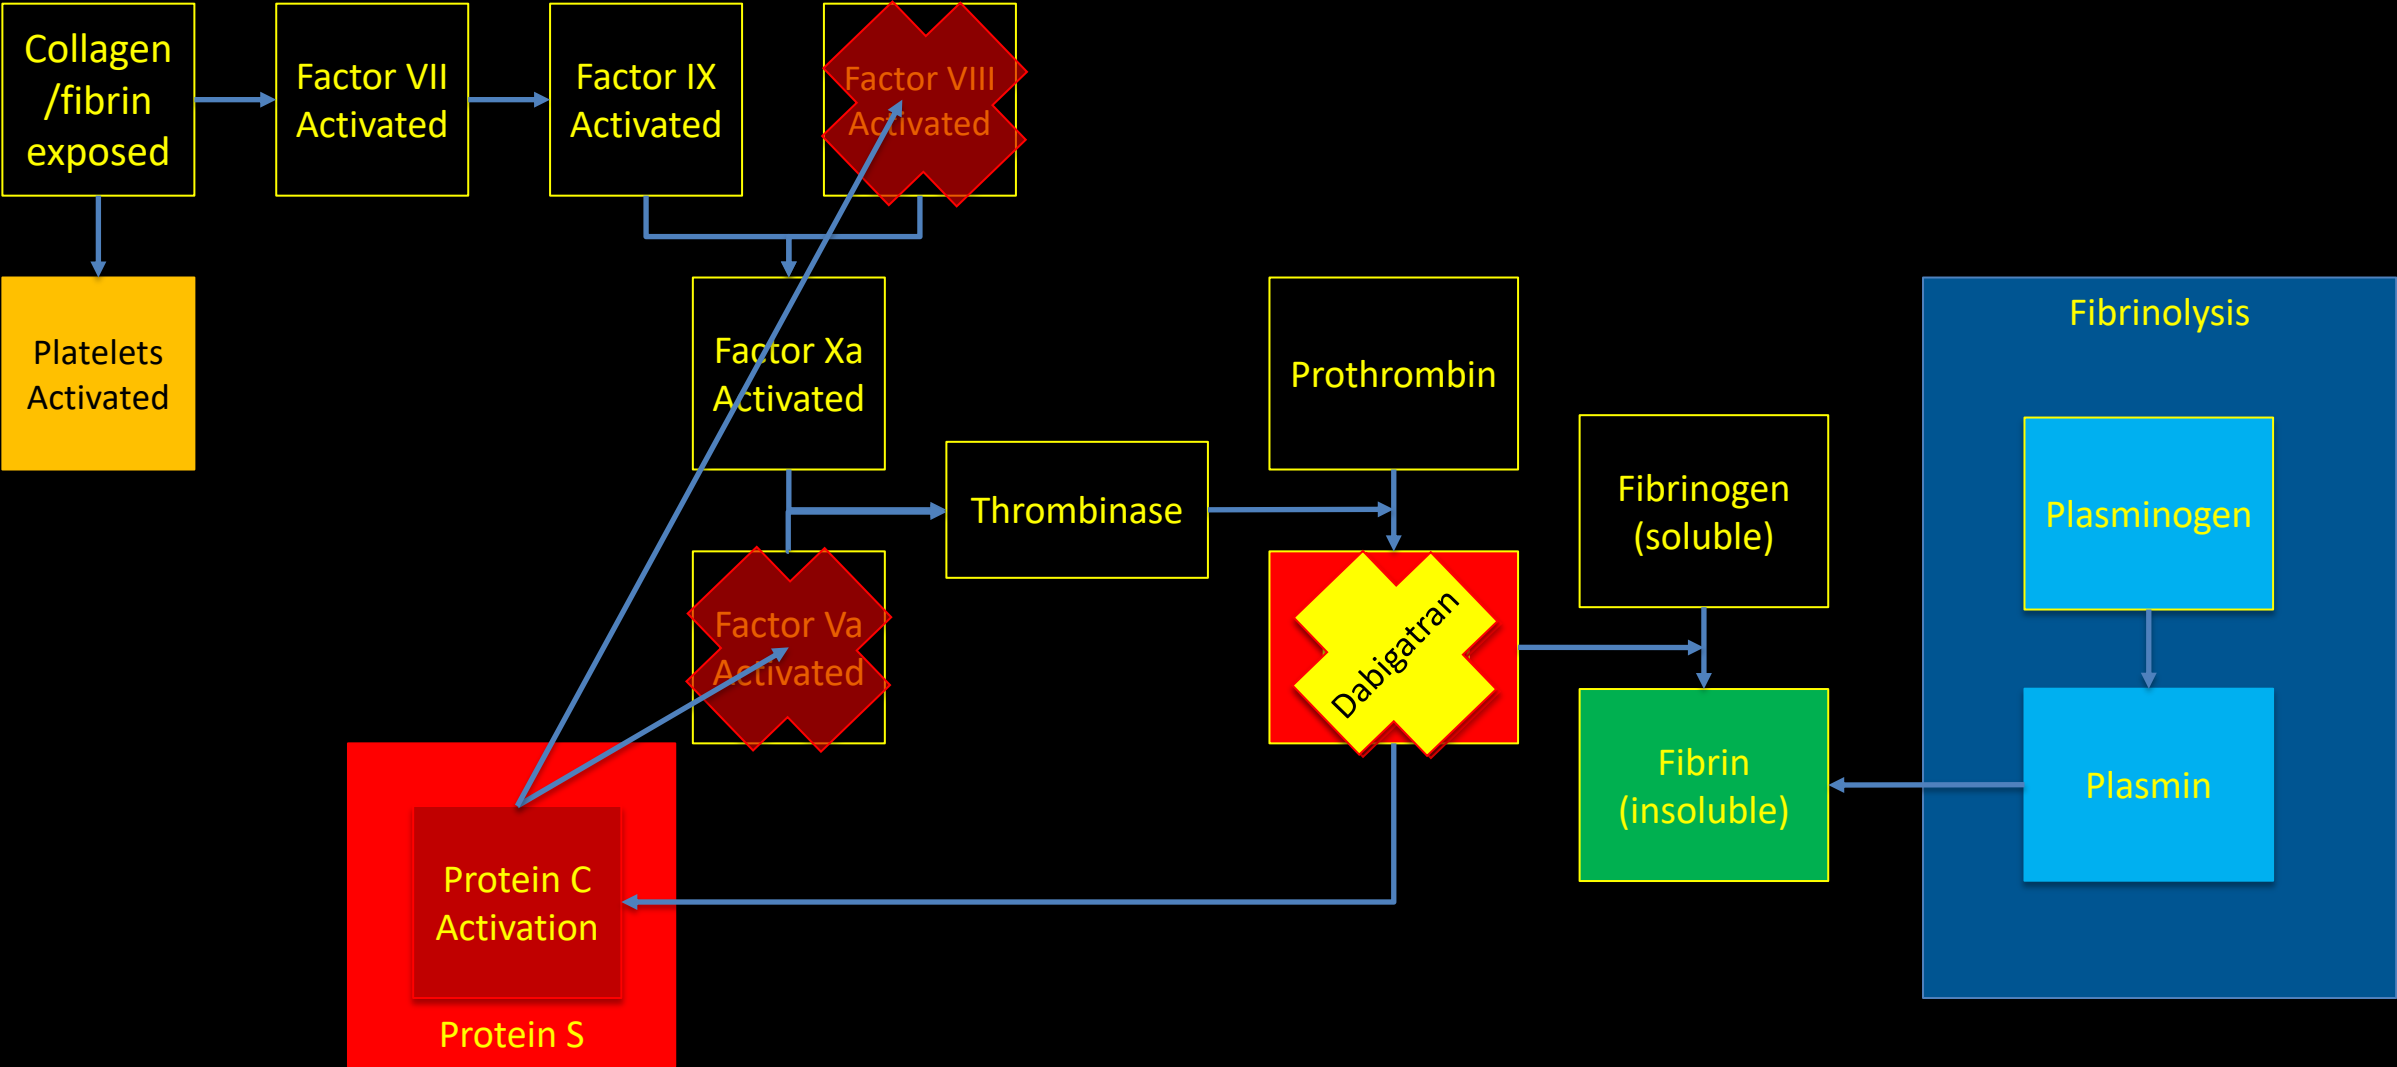 Collagen
/fibrin
exposed
Factor VII
Activated
Factor IX
Activated
Factor VIII
Activated
Platelets
Activated
Factor Xa
Activated
Prothrombin
Fibrinolysis
Thrombinase
Fibrinogen
(soluble)
Plasminogen
Factor Va
Activated
Dabigatran
Fibrin
(insoluble)
Plasmin
Protein C
Activation
Protein S